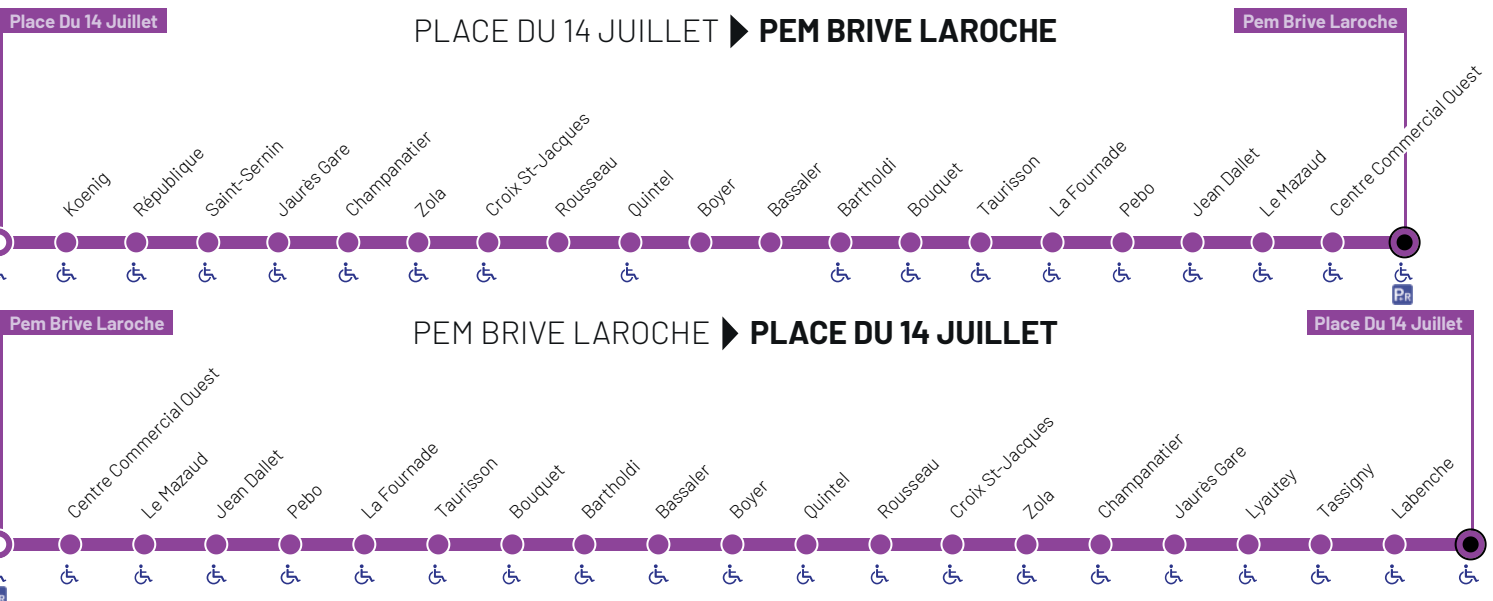 Place Du 14 Juillet
PLACE DU 14 JUILLET PEM BRIVE LAROCHE
Pem Brive Laroche
Koenig
République
Saint-Sernin
Jaurès Gare
Champanatier
Zola
Croix St-Jacques
Rousseau
Quintel
Boyer
Bassaler
Bartholdi
Bouquet
Taurisson
La Fournade
Pebo
Jean Dallet
Le Mazaud
Centre Commercial Ouest
P+R
Pem Brive Laroche
PEM BRIVE LAROCHE PLACE DU 14 JUILLET
Place Du 14 Juillet
Centre Commercial Ouest
Le Mazaud
Jean Dallet
Pebo
La Fournade
Taurisson
Bouquet
Bartholdi
Bassaler
Boyer
Quintel
Rousseau
Croix St-Jacques
Zola
Champanatier
Jaurès Gare
Lyautey
Tassigny
Labenche